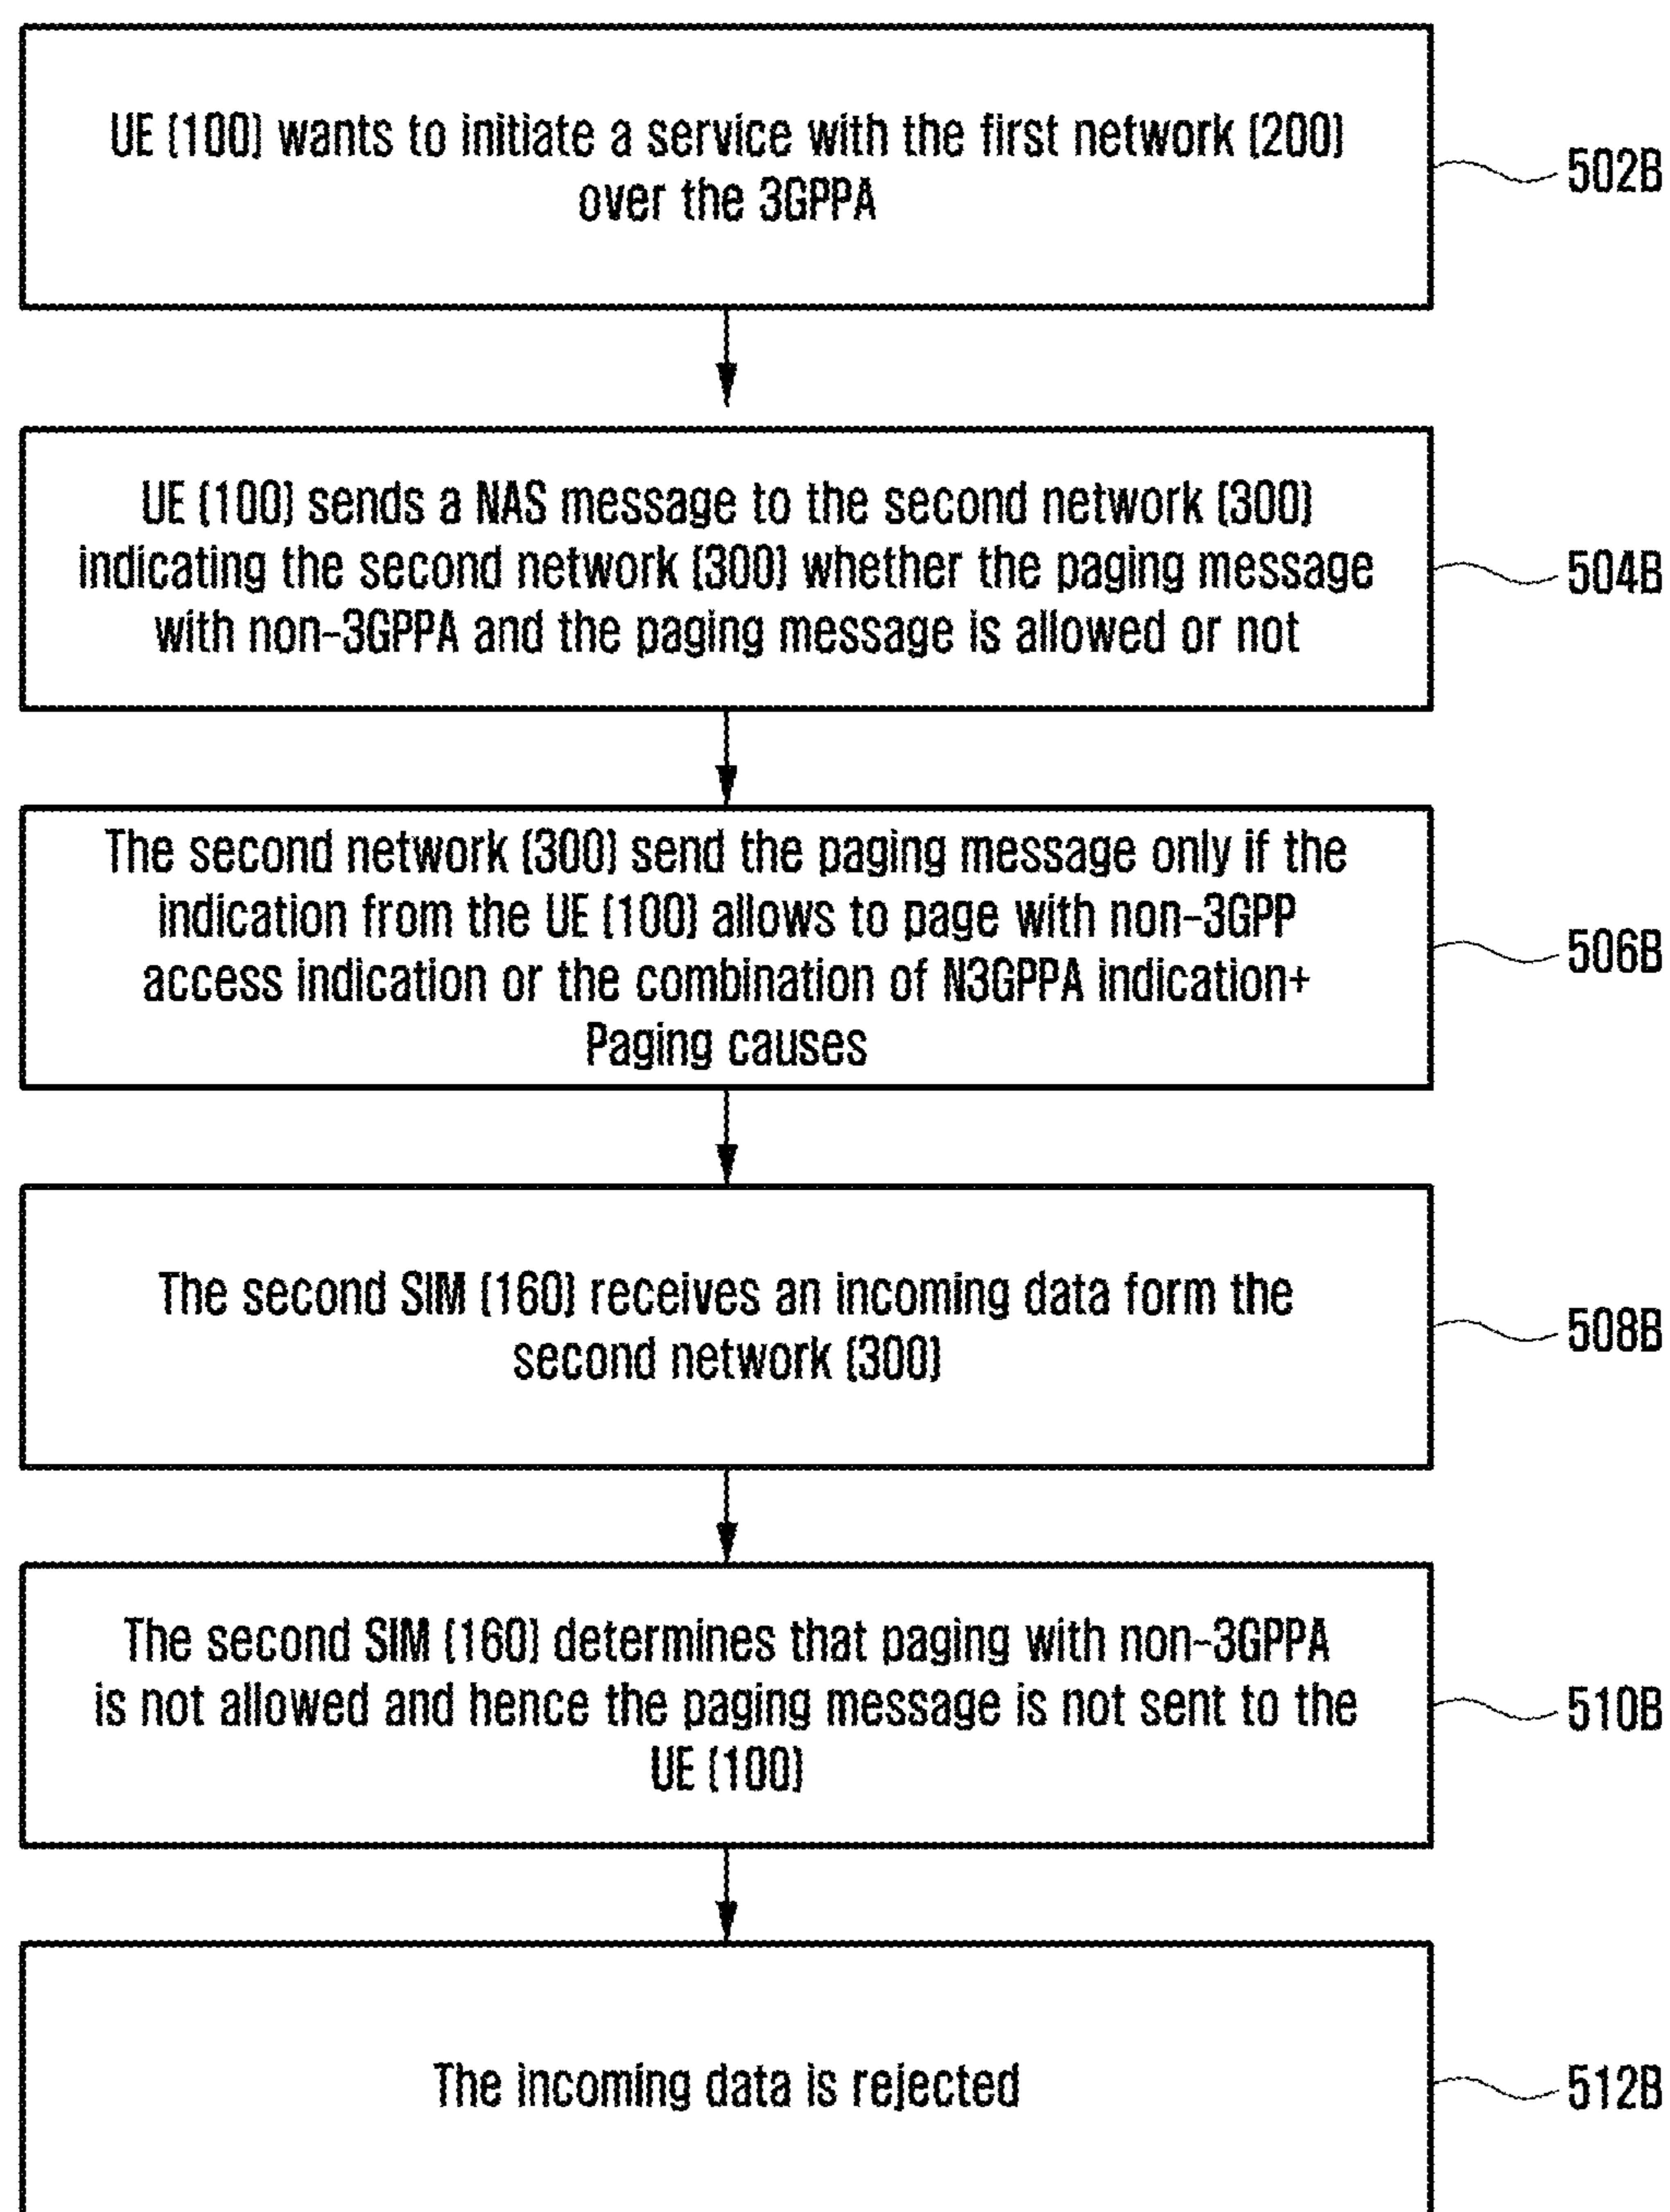 UE (100) wants to initiate a service with the first network (200)
over the 3GPPA
502B
UE (100) sends a NAS message to the second network (300)
indicating the second network (300) whether the paging message
with non-3GPPA and the paging message is allowed or not
504B
The second network (300) send the paging message only if the
indication from the UE (100) allows to page with non-3GPP
access indication or the combination of N3GPPA indication+
Paging causes
506B
The second SIM (160) receives an incoming data form the
second network (300)
508B
The second SIM (160) determines that paging with non-3GPPA
is not allowed and hence the paging message is not sent to the
UE (100)
510B
The incoming data is rejected
512B